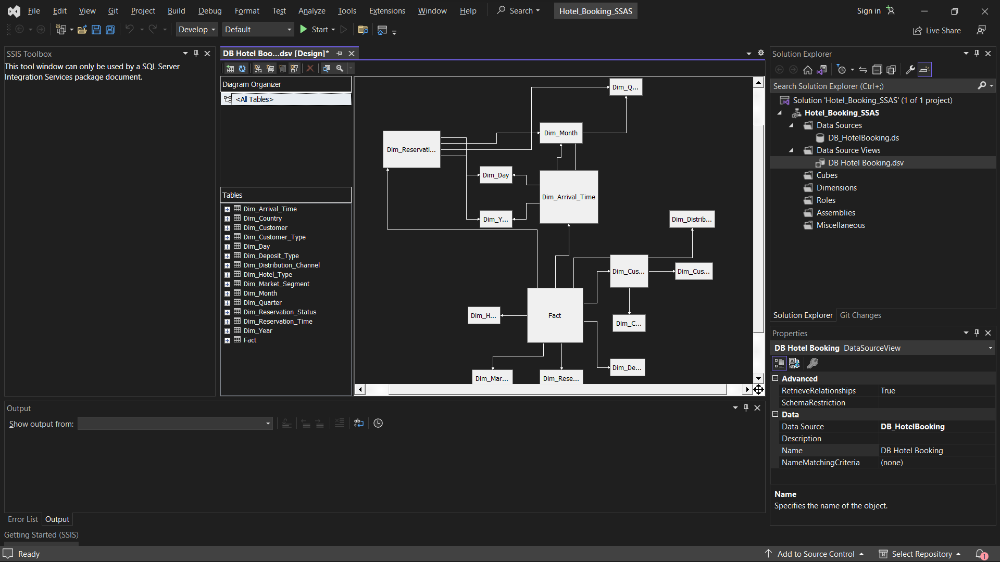 File Edit View Git Project Build Debug Format Test Analyze Tools Extensions Window Help Search Hotel_Booking_SSAS Sign in
Develop Default Start Live Share
SSIS Toolbox
This tool window can only be used by a SQL Server
Integration Services package document.
DB Hotel Boo...dsv [Design]*
Diagram Organizer
<All Tables>
Tables
Dim_Arrival_Time
Dim_Country
Dim_Customer
Dim_Customer_Type
Dim_Day
Dim_Deposit_Type
Dim_Distribution_Channel
Dim_Hotel_Type
Dim_Market_Segment
Dim_Month
Dim_Quarter
Dim_Reservation_Status
Dim_Reservation_Time
Dim_Year
Fact
Dim_Q...
Dim_Month
Dim_Reservati...
Dim_Day
Dim_Arrival_Time
Dim_Y...
Dim_Distrib...
Dim_Cus...
Dim_Cus...
Fact
Dim_H...
Dim_C...
Dim_De...
Dim_Mar...
Dim_Rese...
Solution Explorer
Search Solution Explorer (Ctrl+;)
Solution 'Hotel_Booking_SSAS' (1 of 1 project)
Hotel_Booking_SSAS
Data Sources
DB_HotelBooking.ds
Data Source Views
DB Hotel Booking.dsv
Cubes
Dimensions
Roles
Assemblies
Miscellaneous
Solution Explorer Git Changes
Properties
DB Hotel Booking DataSourceView
Advanced
RetrieveRelationships True
SchemaRestriction
Data
Data Source DB_HotelBooking
Description
Name DB Hotel Booking
NameMatchingCriteria (none)
Name
Specifies the name of the object.
Output
Show output from:
Error List Output
Getting Started (SSIS)
Ready Add to Source Control Select Repository 1